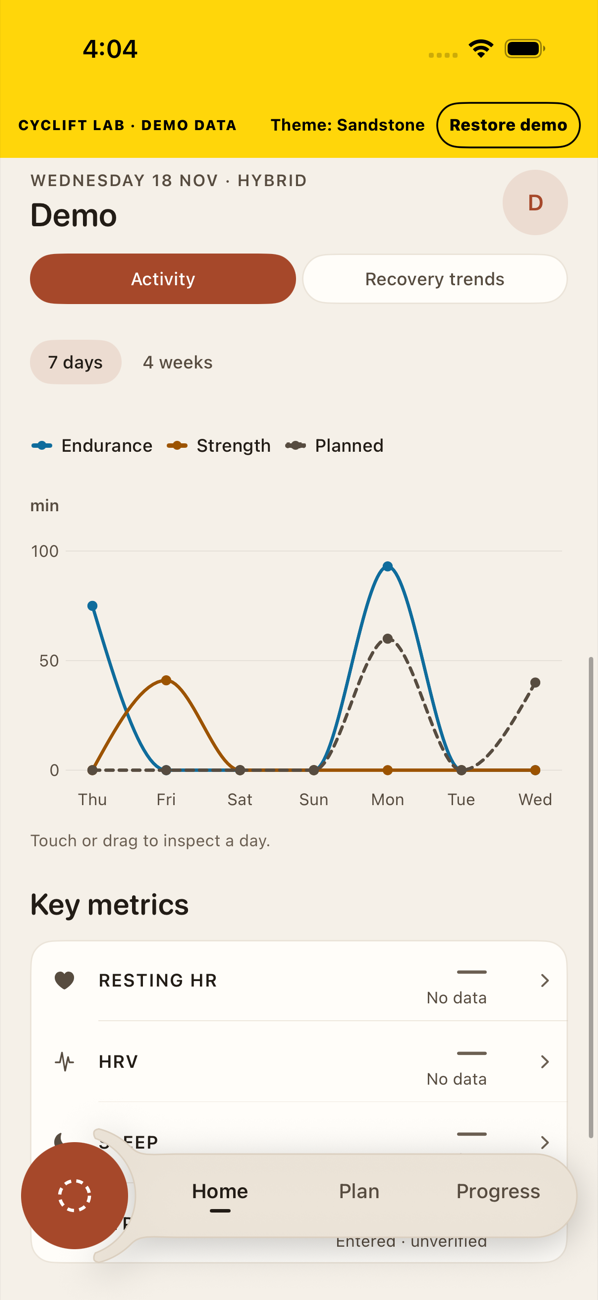 4:04
CYCLIFT LAB · DEMO DATA Theme: Sandstone Restore demo
WEDNESDAY 18 NOV · HYBRID
Demo
D
Activity Recovery trends
7 days 4 weeks
Endurance Strength Planned
min
100
50
0
Thu Fri Sat Sun Mon Tue Wed
Touch or drag to inspect a day.
Key metrics
RESTING HR
No data
HRV
No data
Home Plan Progress
Entered · unverified